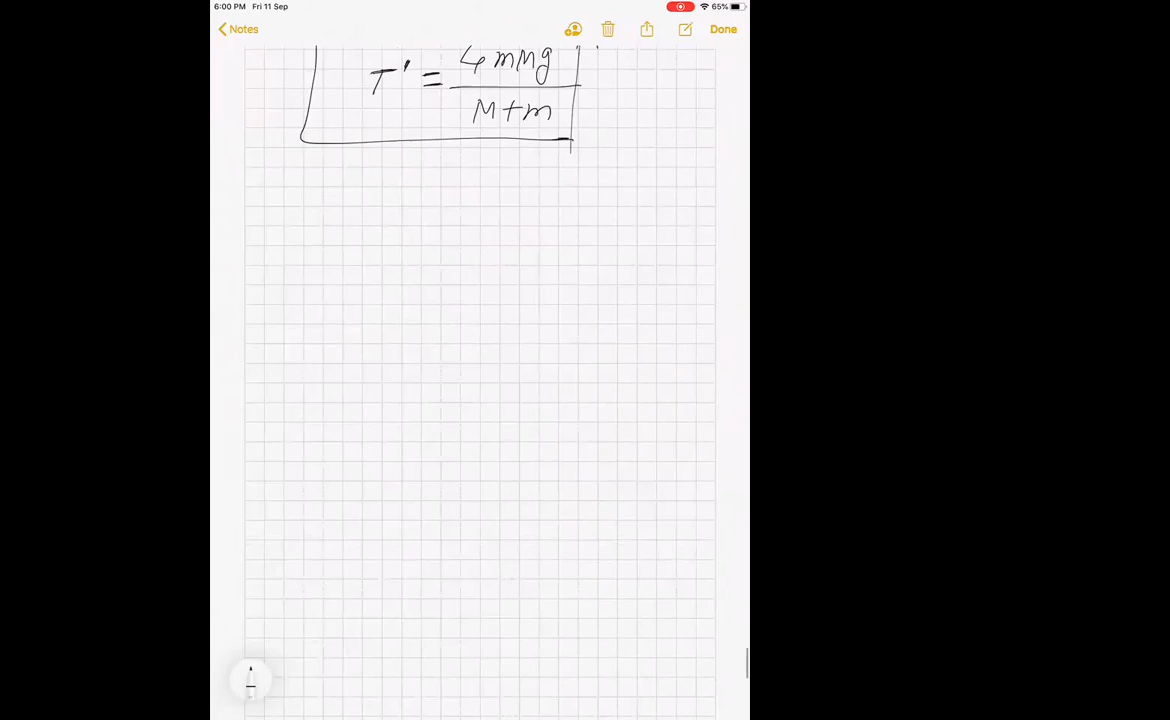 6:00 PM Fri 11 Sep 65%
Notes Done
T' = 4mMg
M+m